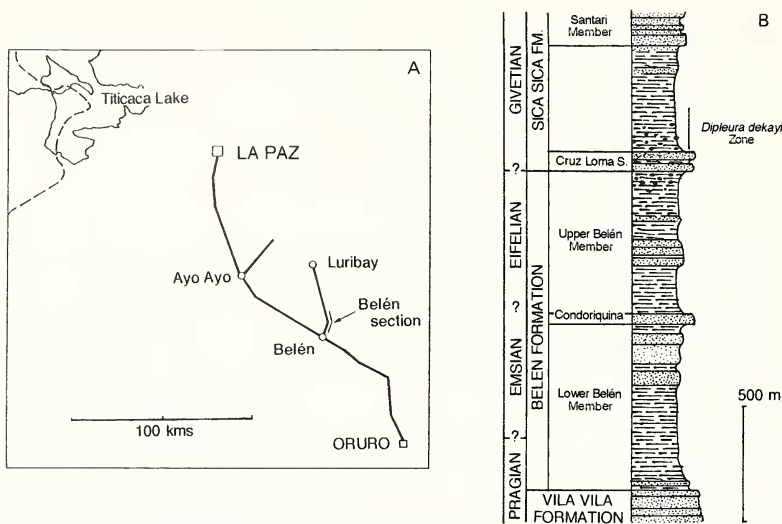 A
Titicaca Lake
LA PAZ
Luribay
Ayo Ayo
Belén
section
Belén
100 kms
ORURO
B
GIVETIAN
SICA SICA FM.
Santari
Member
Dipleura dekayi
Zone
Cruz Loma S.
?
EIFELIAN
Upper Belén
Member
?
Condoriquina
BELEN FORMATION
EMSIAN
Lower Belén
Member
500 m
?
PRAGIAN
VILA VILA
FORMATION